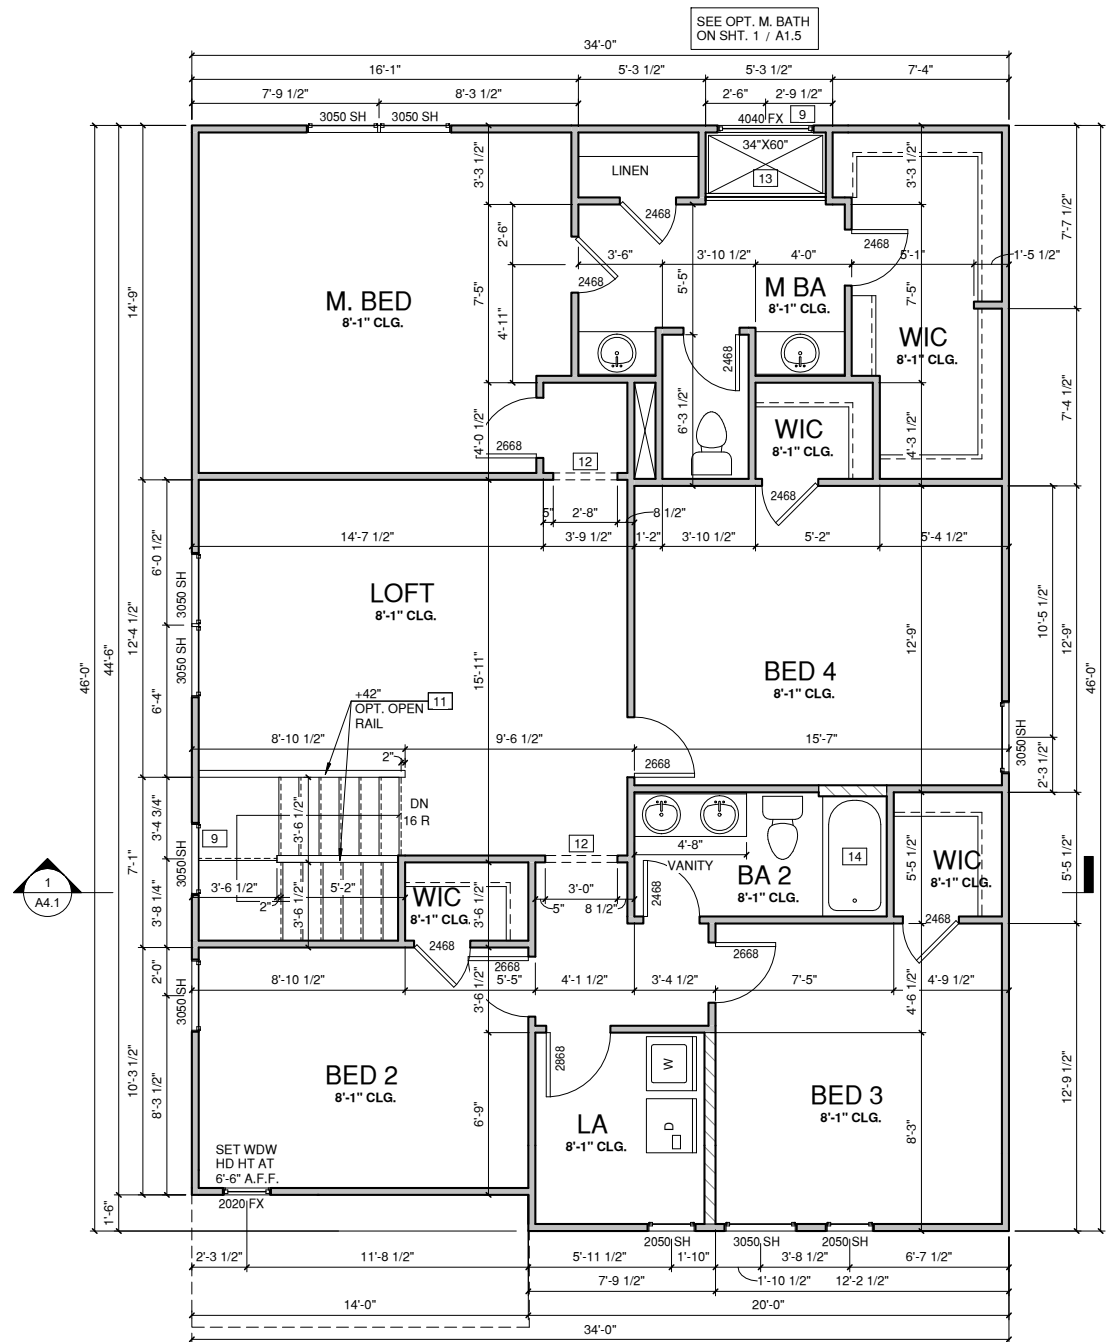 SEE OPT. M. BATH
ON SHT. 1 / A1.5
34'-0"
16'-1"
5'-3 1/2"
5'-3 1/2"
7'-4"
7'-9 1/2"
8'-3 1/2"
2'-6"
2'-9 1/2"
3050 SH
3050 SH
4040 FX
9
34"X60"
13
LINEN
3'-3 1/2"
3'-3 1/2"
2468
2468
2468
2'-6"
3'-6"
3'-10 1/2"
4'-0"
5'-1"
1'-5 1/2"
7'-7 1/2"
14'-9"
7'-5"
4'-11"
5'-5"
7'-5"
M. BED
8'-1" CLG.
M BA
8'-1" CLG.
WIC
8'-1" CLG.
2468
7'-4 1/2"
4'-0 1/2"
6'-3 1/2"
4'-3 1/2"
WIC
8'-1" CLG.
2668
12
2468
5"
2'-8"
8 1/2"
14'-7 1/2"
3'-9 1/2"
1'-2"
3'-10 1/2"
5'-2"
5'-4 1/2"
6'-0 1/2"
3050 SH
LOFT
8'-1" CLG.
12'-4 1/2"
10'-5 1/2"
46'-0"
44'-6"
3050 SH
6'-4"
15'-11"
12'-9"
12'-9"
46'-0"
BED 4
8'-1" CLG.
+42"
OPT. OPEN
RAIL
11
8'-10 1/2"
9'-6 1/2"
15'-7"
2"
2668
3050 SH
2'-3 1/2"
DN
16 R
3'-4 3/4"
3'-6 1/2"
9
3050 SH
7'-1"
12
4'-8"
VANITY
14
BA 2
8'-1" CLG.
5'-5 1/2"
WIC
8'-1" CLG.
5'-5 1/2"
1
A4.1
3'-8 1/4"
3'-6 1/2"
5'-2"
2"
3'-6 1/2"
WIC
8'-1" CLG.
3'-6 1/2"
3'-0"
5"
8 1/2"
2468
2468
2468
2668
2668
2'-0"
3050 SH
8'-10 1/2"
5'-5"
4'-1 1/2"
3'-4 1/2"
7'-5"
4'-9 1/2"
3'-6 1/2"
4'-6 1/2"
10'-3 1/2"
8'-3 1/2"
2868
W
D
BED 2
8'-1" CLG.
6'-9"
LA
8'-1" CLG.
BED 3
8'-1" CLG.
8'-3"
12'-9 1/2"
SET WDW
HD HT AT
6'-6" A.F.F.
2020 FX
1'-6"
2050 SH
3050 SH
2050 SH
2'-3 1/2"
11'-8 1/2"
5'-11 1/2"
1'-10"
3'-8 1/2"
6'-7 1/2"
7'-9 1/2"
1'-10 1/2"
12'-2 1/2"
14'-0"
20'-0"
34'-0"